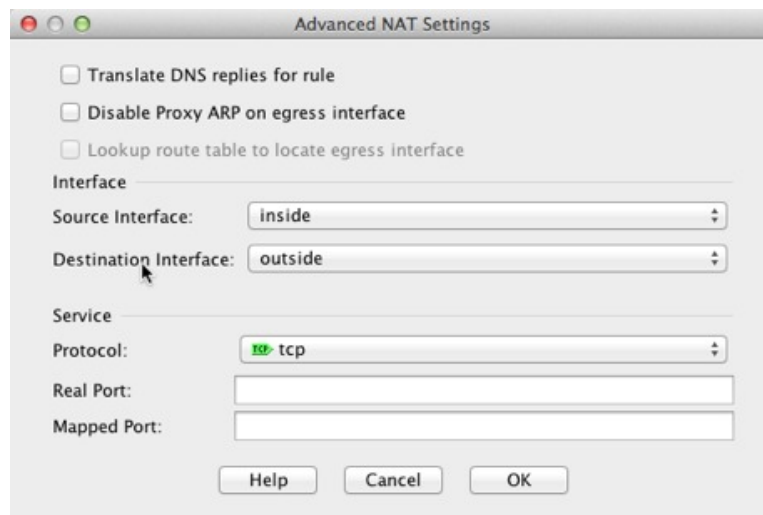 Advanced NAT Settings
Translate DNS replies for rule
Disable Proxy ARP on egress interface
Lookup route table to locate egress interface
Interface
Source Interface: inside
Destination Interface: outside
Service
Protocol: TCP tcp
Real Port:
Mapped Port:
Help Cancel OK